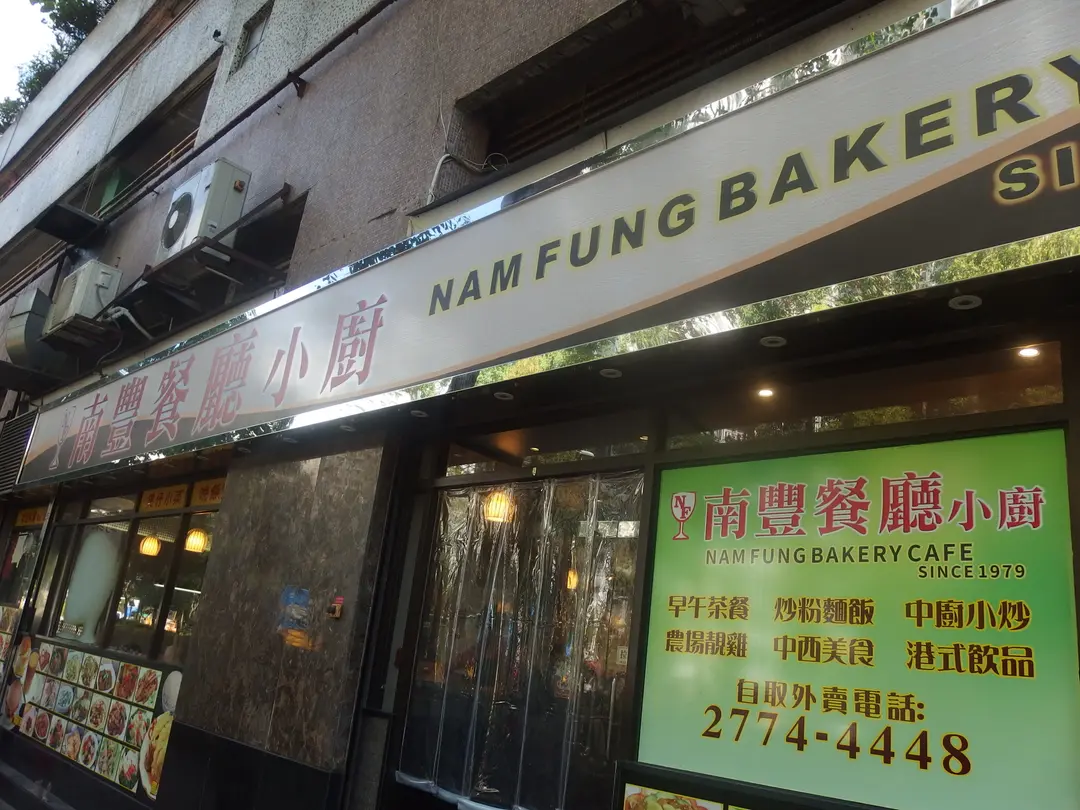 南豐餐廳小廚
NAM FUNG BAKERY
SI
NF
南豐餐廳小廚
NAM FUNG BAKERY CAFE
SINCE 1979
早午茶餐 炒粉麵飯 中廚小炒
農場靚雞 中西美食 港式飲品
自取外賣電話:
2774-4448